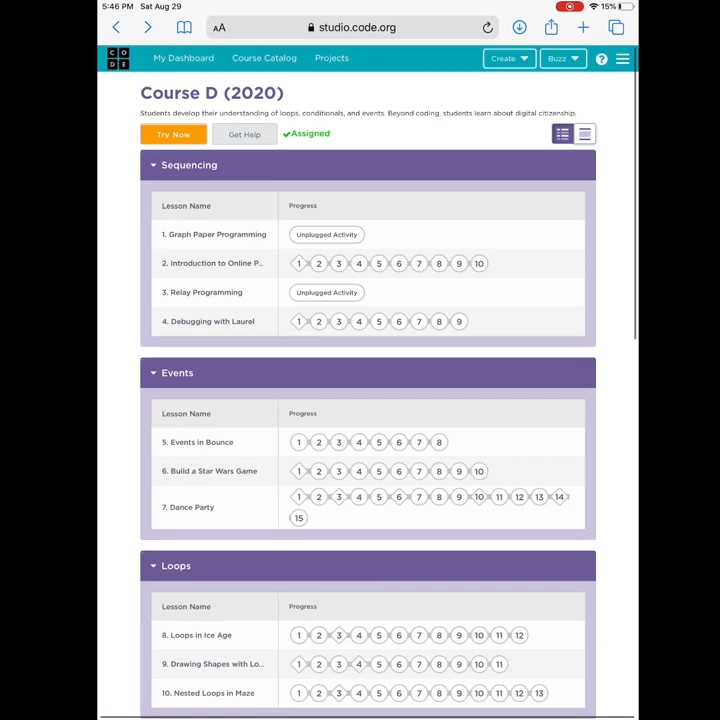 5:46 PM Sat Aug 29 15%
AA studio.code.org
C O
D E My Dashboard Course Catalog Projects Create Buzz ?
Course D (2020)
Students develop their understanding of loops, conditionals, and events. Beyond coding, students learn about digital citizenship.
Try Now Get Help Assigned
Sequencing
Lesson Name Progress
1. Graph Paper Programming Unplugged Activity
2. Introduction to Online P... 1 2 3 4 5 6 7 8 9 10
3. Relay Programming Unplugged Activity
4. Debugging with Laurel 1 2 3 4 5 6 7 8 9
Events
Lesson Name Progress
5. Events in Bounce 1 2 3 4 5 6 7 8
6. Build a Star Wars Game 1 2 3 4 5 6 7 8 9 10
7. Dance Party 1 2 3 4 5 6 7 8 9 10 11 12 13 14
15
Loops
Lesson Name Progress
8. Loops in Ice Age 1 2 3 4 5 6 7 8 9 10 11 12
9. Drawing Shapes with Lo... 1 2 3 4 5 6 7 8 9 10 11
10. Nested Loops in Maze 1 2 3 4 5 6 7 8 9 10 11 12 13